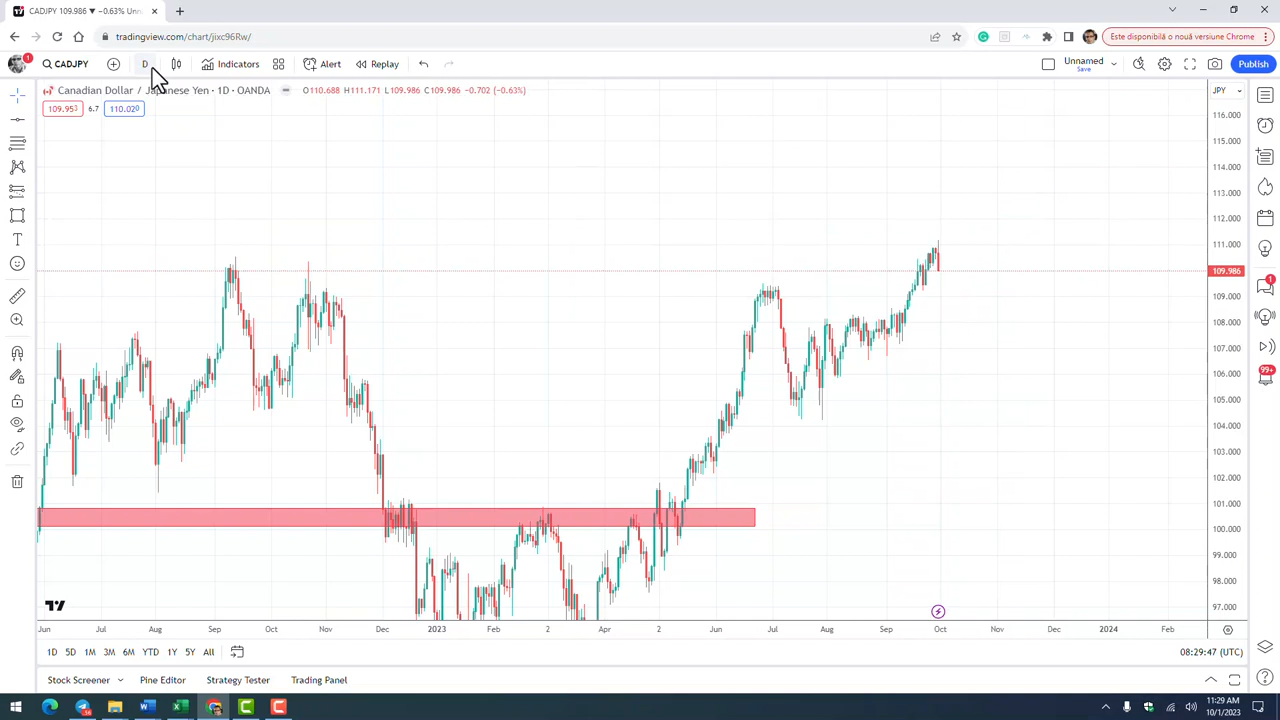 CADJPY 109.986 ▼ −0.63% Un
tradingview.com/chart/jixc96Rw/
Este disponibilă o nouă versiune Chrome
1
CADJPY
D
Indicators
Alert
Replay
Unnamed
Save
Publish
Canadian Dollar / Japanese Yen · 1D · OANDA
O110.688 H111.171 L109.986 C109.986 −0.702 (−0.63%)
JPY
109.953
6.7
110.020
116.000
115.000
114.000
113.000
112.000
111.000
109.986
109.000
108.000
107.000
106.000
105.000
104.000
103.000
102.000
101.000
100.000
99.000
98.000
97.000
1
99+
Jun Jul Aug Sep Oct Nov Dec 2023 Feb 2 Apr 2 Jun Jul Aug Sep Oct Nov Dec 2024 Feb
1D 5D 1M 3M 6M YTD 1Y 5Y All
08:29:47 (UTC)
Stock Screener
Pine Editor
Strategy Tester
Trading Panel
11:29 AM
10/1/2023